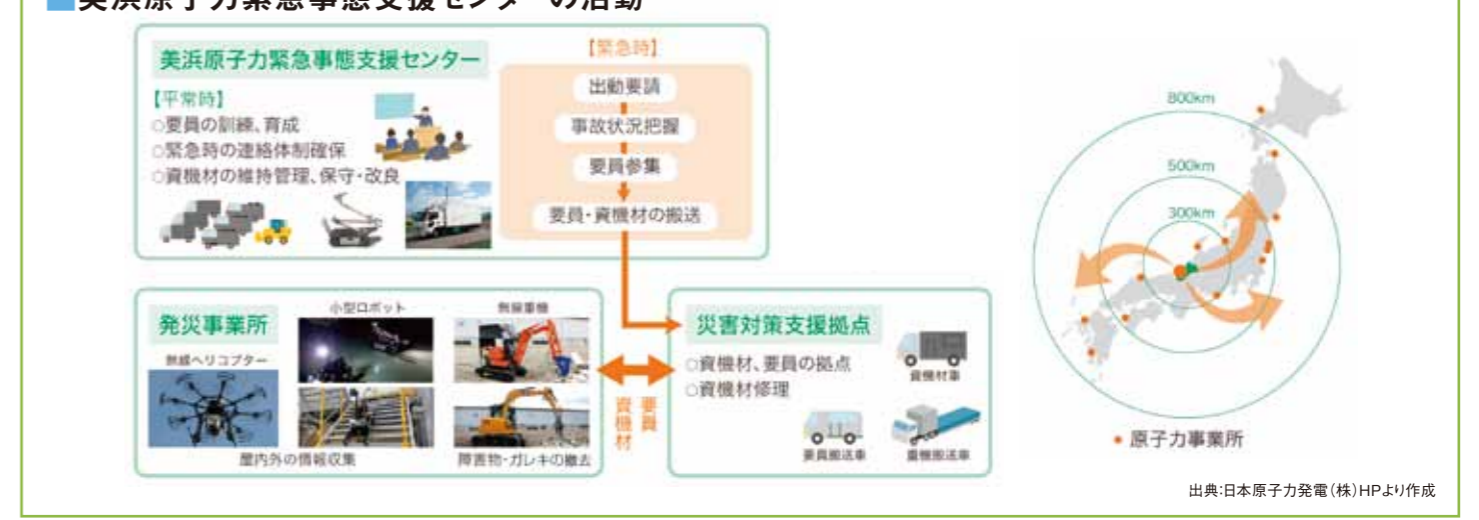 ■美浜原子力緊急事態支援センターの活動
美浜原子力緊急事態支援センター
【平常時】
○要員の訓練、育成
○緊急時の連絡体制確保
○資機材の維持管理、保守・改良
【緊急時】
出動要請
事故状況把握
要員参集
要員・資機材の搬送
発災事業所
無線ヘリコプター
小型ロボット
無線重機
屋内外の情報収集
障害物・ガレキの撤去
要員
資機材
災害対策支援拠点
○資機材、要員の拠点
○資機材修理
資機材車
要員搬送車
重機搬送車
800km
500km
300km
• 原子力事業所
出典:日本原子力発電(株)HPより作成